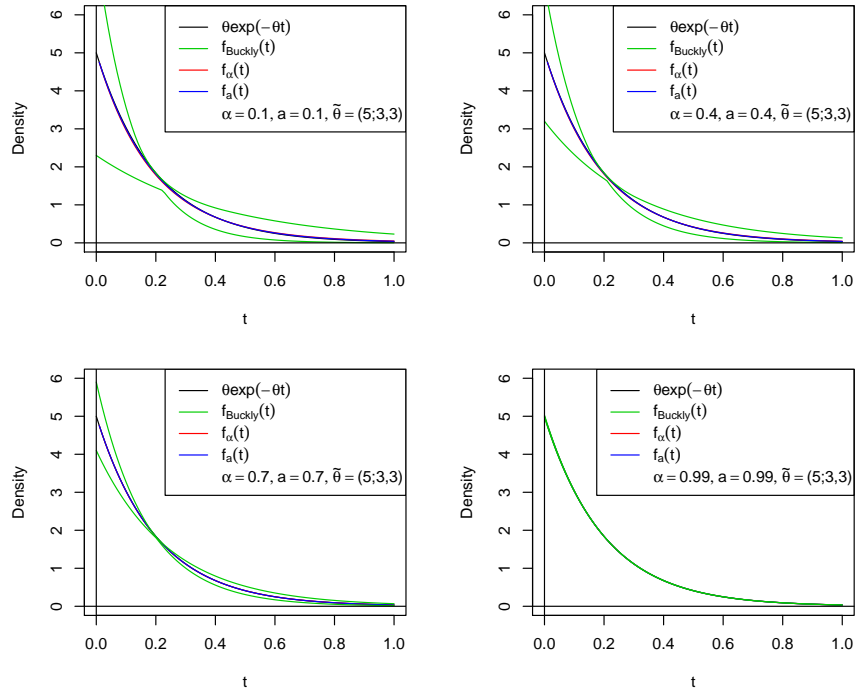 θexp(−θt)
f_Buckly(t)
f_α(t)
f_a(t)
α = 0.1, a = 0.1, θ̃ = (5;3,3)
Density
0 1 2 3 4 5 6
0.0 0.2 0.4 0.6 0.8 1.0
t
θexp(−θt)
f_Buckly(t)
f_α(t)
f_a(t)
α = 0.4, a = 0.4, θ̃ = (5;3,3)
Density
0 1 2 3 4 5 6
0.0 0.2 0.4 0.6 0.8 1.0
t
θexp(−θt)
f_Buckly(t)
f_α(t)
f_a(t)
α = 0.7, a = 0.7, θ̃ = (5;3,3)
Density
0 1 2 3 4 5 6
0.0 0.2 0.4 0.6 0.8 1.0
t
θexp(−θt)
f_Buckly(t)
f_α(t)
f_a(t)
α = 0.99, a = 0.99, θ̃ = (5;3,3)
Density
0 1 2 3 4 5 6
0.0 0.2 0.4 0.6 0.8 1.0
t